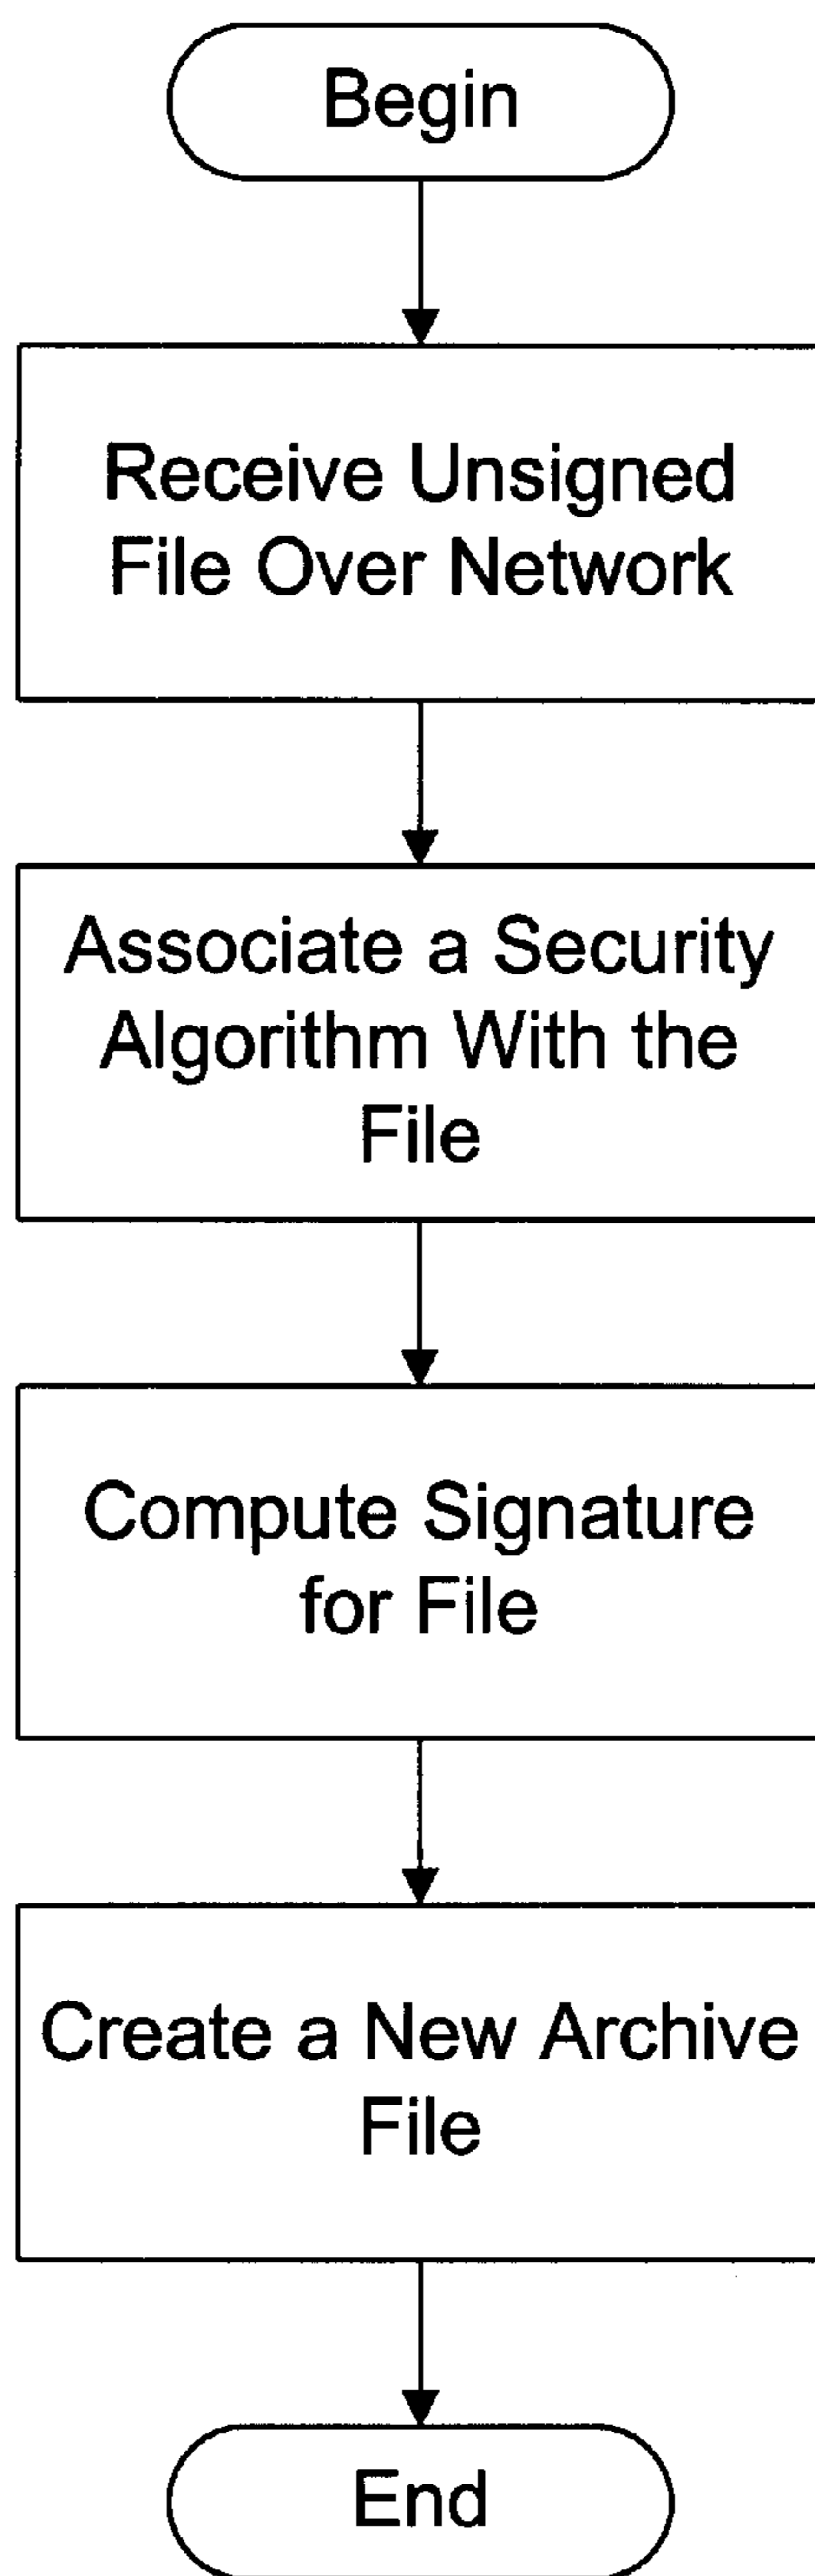 Begin
Receive Unsigned
File Over Network
Associate a Security
Algorithm With the
File
Compute Signature
for File
Create a New Archive
File
End